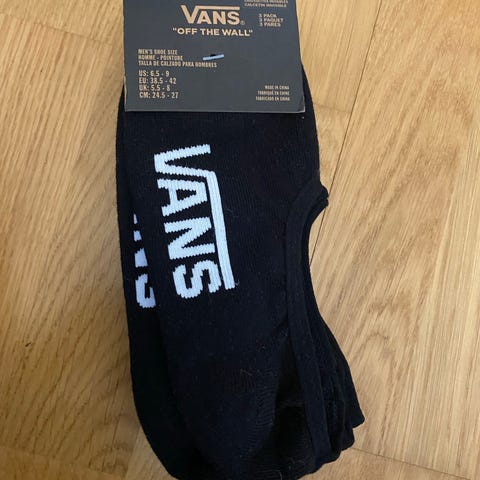 CALCETÍN INVISIBLE
VANS
®
"OFF THE WALL"
3 PACK
3 PAQUET
3 PARES
MEN'S SHOE SIZE
HOMME - POINTURE
TALLA DE CALZADO PARA HOMBRES
US: 6.5 - 9
EU: 38.5 - 42
UK: 5.5 - 8
CM: 24.5 - 27
MADE IN CHINA
FABRIQUÉ EN CHINE
FABRICADO EN CHINA
VANS